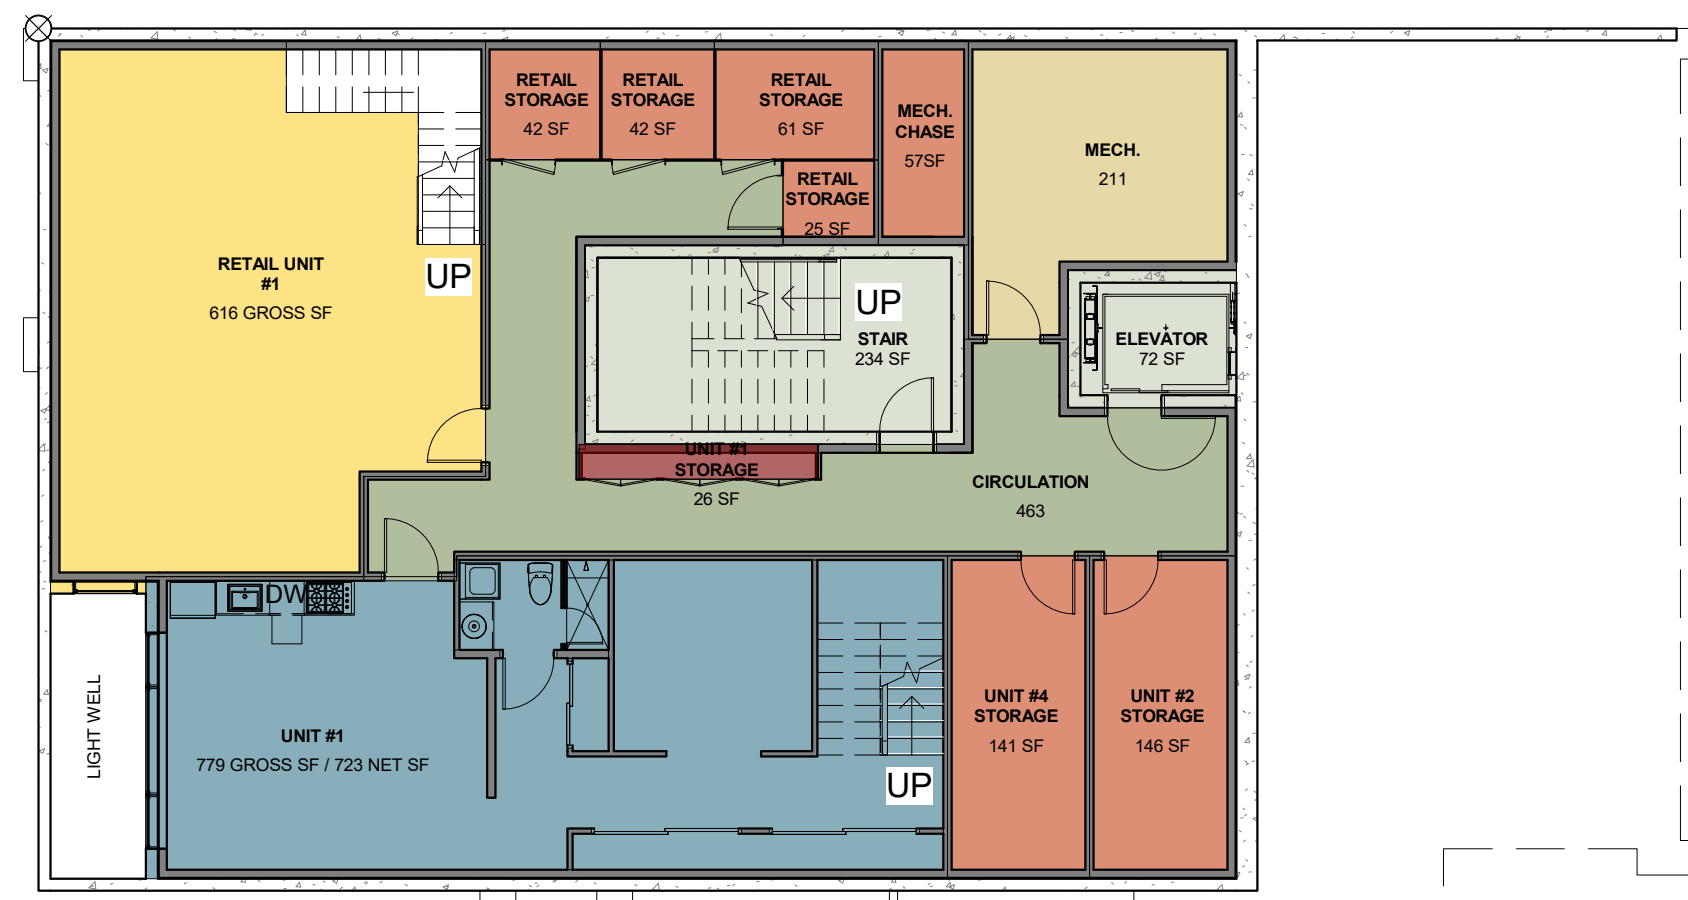 RETAIL
STORAGE
42 SF
RETAIL
STORAGE
42 SF
RETAIL
STORAGE
61 SF
MECH.
CHASE
57SF
MECH.
211
RETAIL
STORAGE
25 SF
RETAIL UNIT
#1
616 GROSS SF
UP
UP
STAIR
234 SF
ELEVATOR
72 SF
UNIT #1
STORAGE
26 SF
CIRCULATION
463
DW
LIGHT WELL
UNIT #1
779 GROSS SF / 723 NET SF
UP
UNIT #4
STORAGE
141 SF
UNIT #2
STORAGE
146 SF